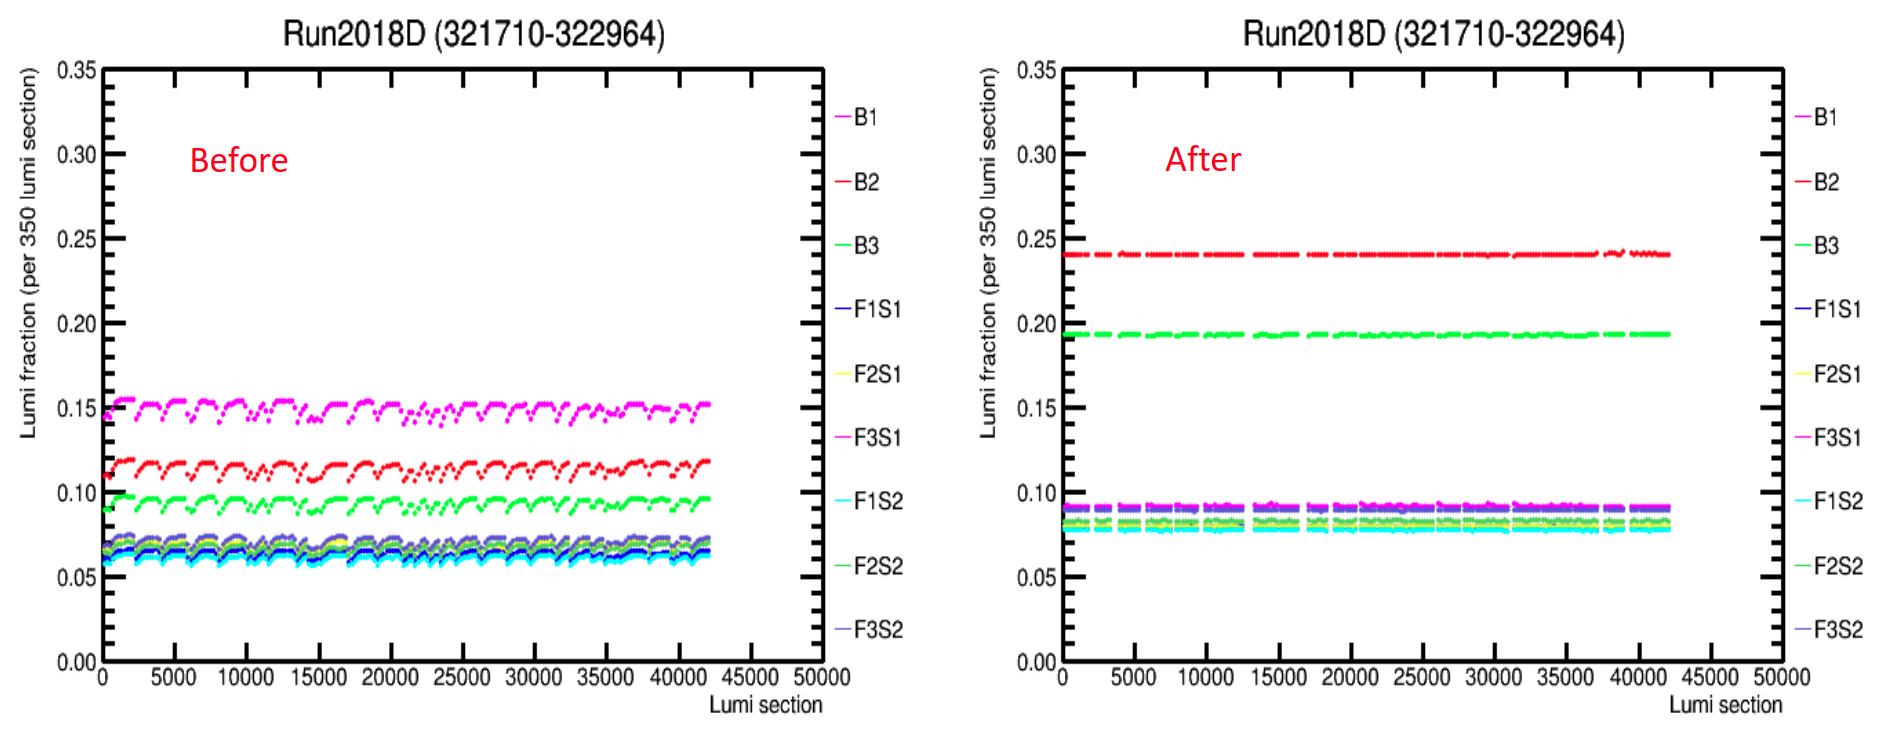 Run2018D (321710-322964)
Lumi fraction (per 350 lumi section)
0.35
0.30
0.25
0.20
0.15
0.10
0.05
0.00
Before
B1
B2
B3
F1S1
F2S1
F3S1
F1S2
F2S2
F3S2
0 5000 10000 15000 20000 25000 30000 35000 40000 45000 50000
Lumi section
Run2018D (321710-322964)
Lumi fraction (per 350 lumi section)
0.35
0.30
0.25
0.20
0.15
0.10
0.05
0.00
After
B1
B2
B3
F1S1
F2S1
F3S1
F1S2
F2S2
F3S2
0 5000 10000 15000 20000 25000 30000 35000 40000 45000 50000
Lumi section